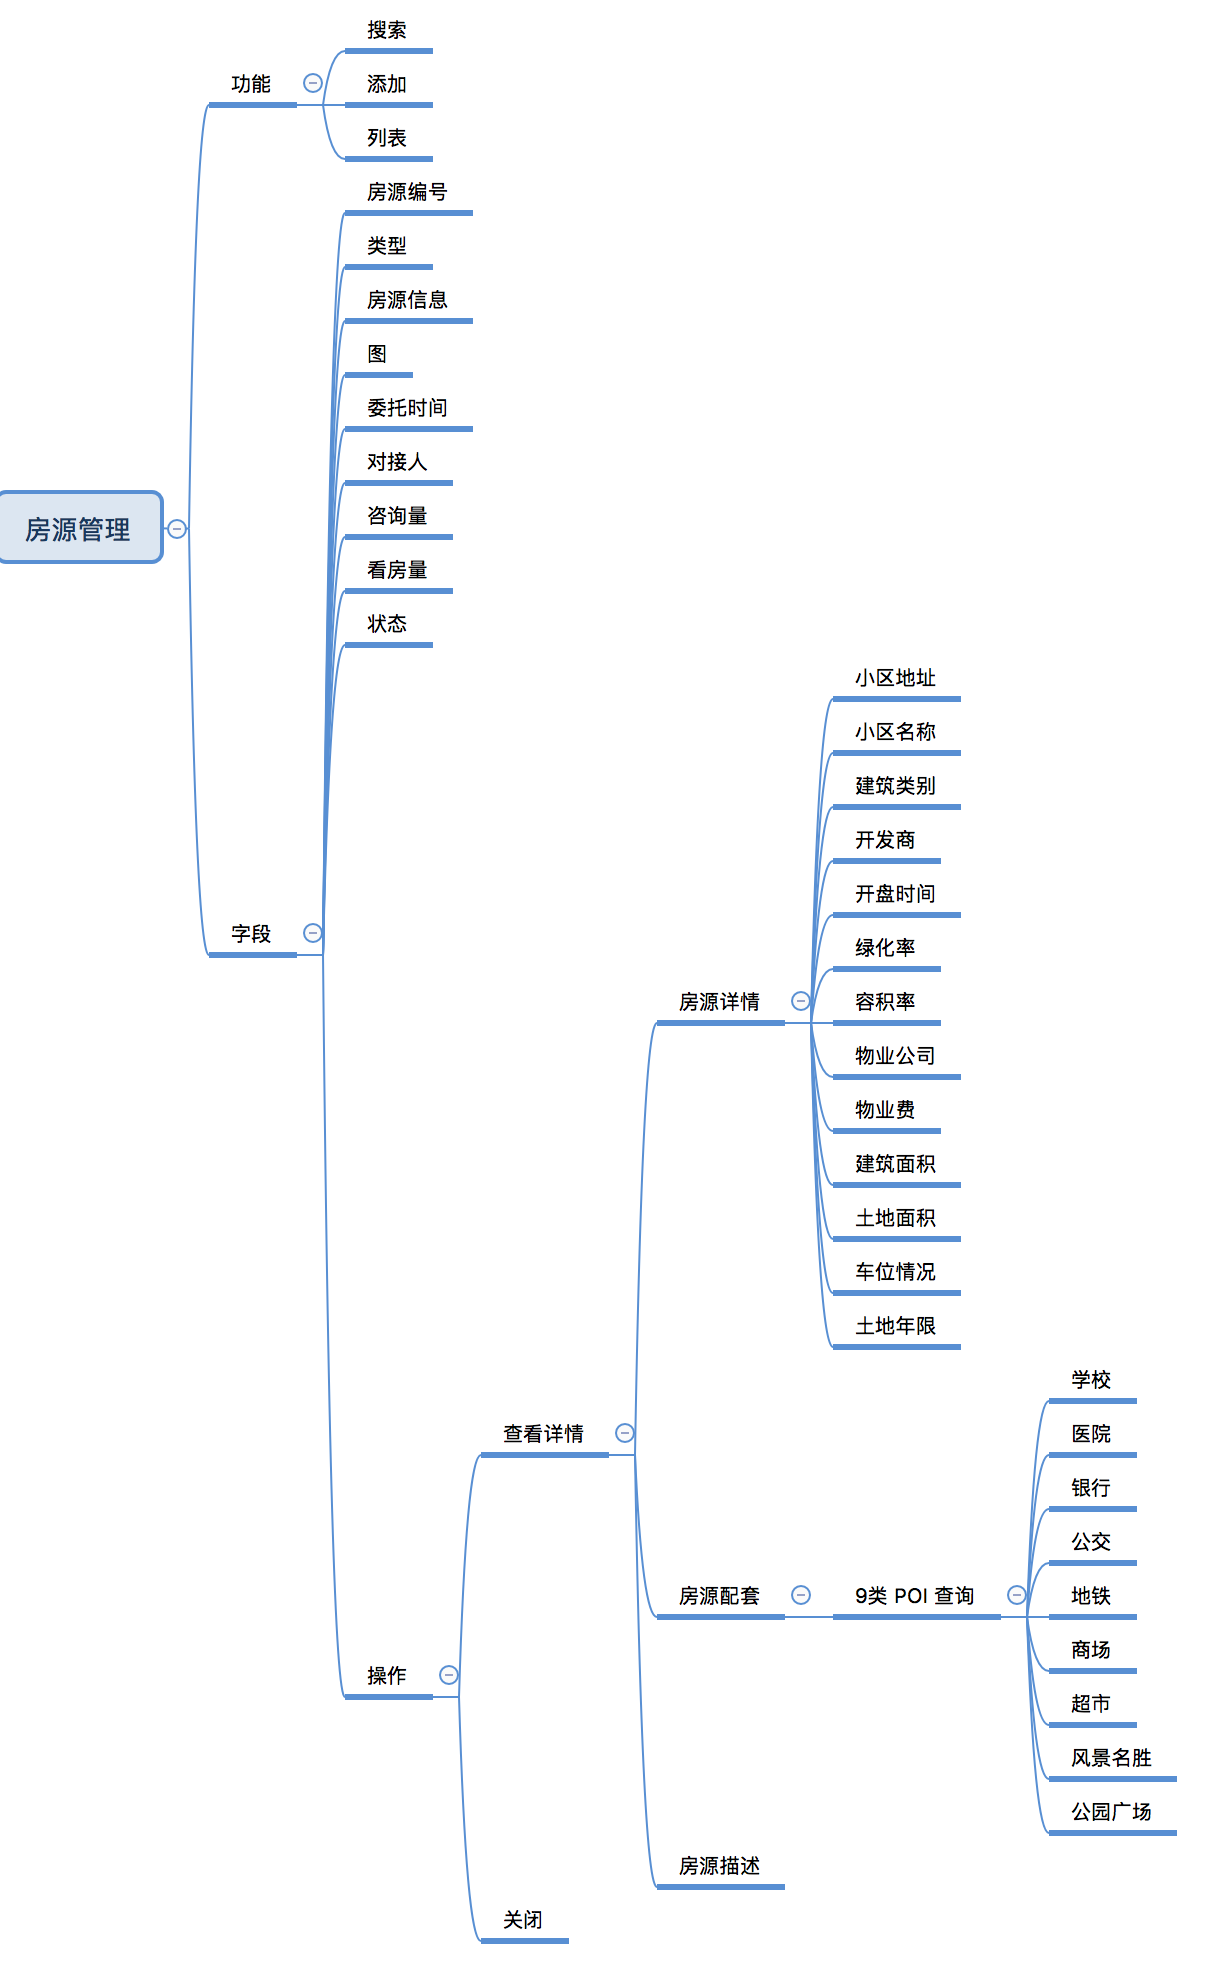 搜索
功能
添加
列表
房源编号
类型
房源信息
图
委托时间
对接人
咨询量
房源管理
看房量
状态
小区地址
小区名称
建筑类别
开发商
开盘时间
字段
绿化率
房源详情
容积率
物业公司
物业费
建筑面积
土地面积
车位情况
土地年限
学校
查看详情
医院
银行
公交
房源配套
9类 POI 查询
地铁
商场
操作
超市
风景名胜
公园广场
房源描述
关闭